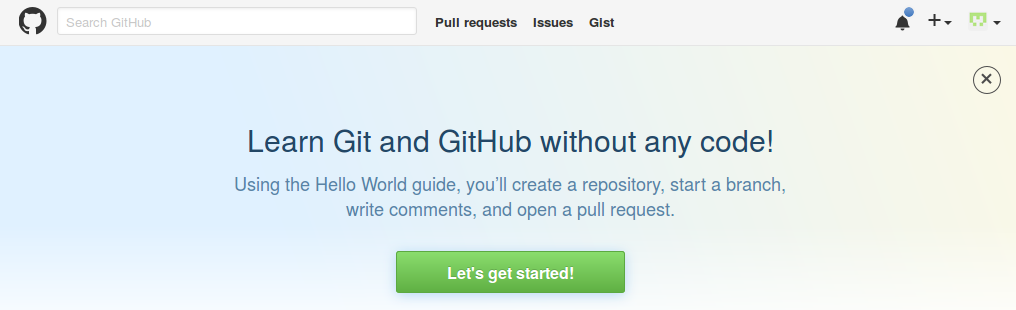 Search GitHub
Pull requests Issues Gist
Learn Git and GitHub without any code!
Using the Hello World guide, you’ll create a repository, start a branch,
write comments, and open a pull request.
Let's get started!